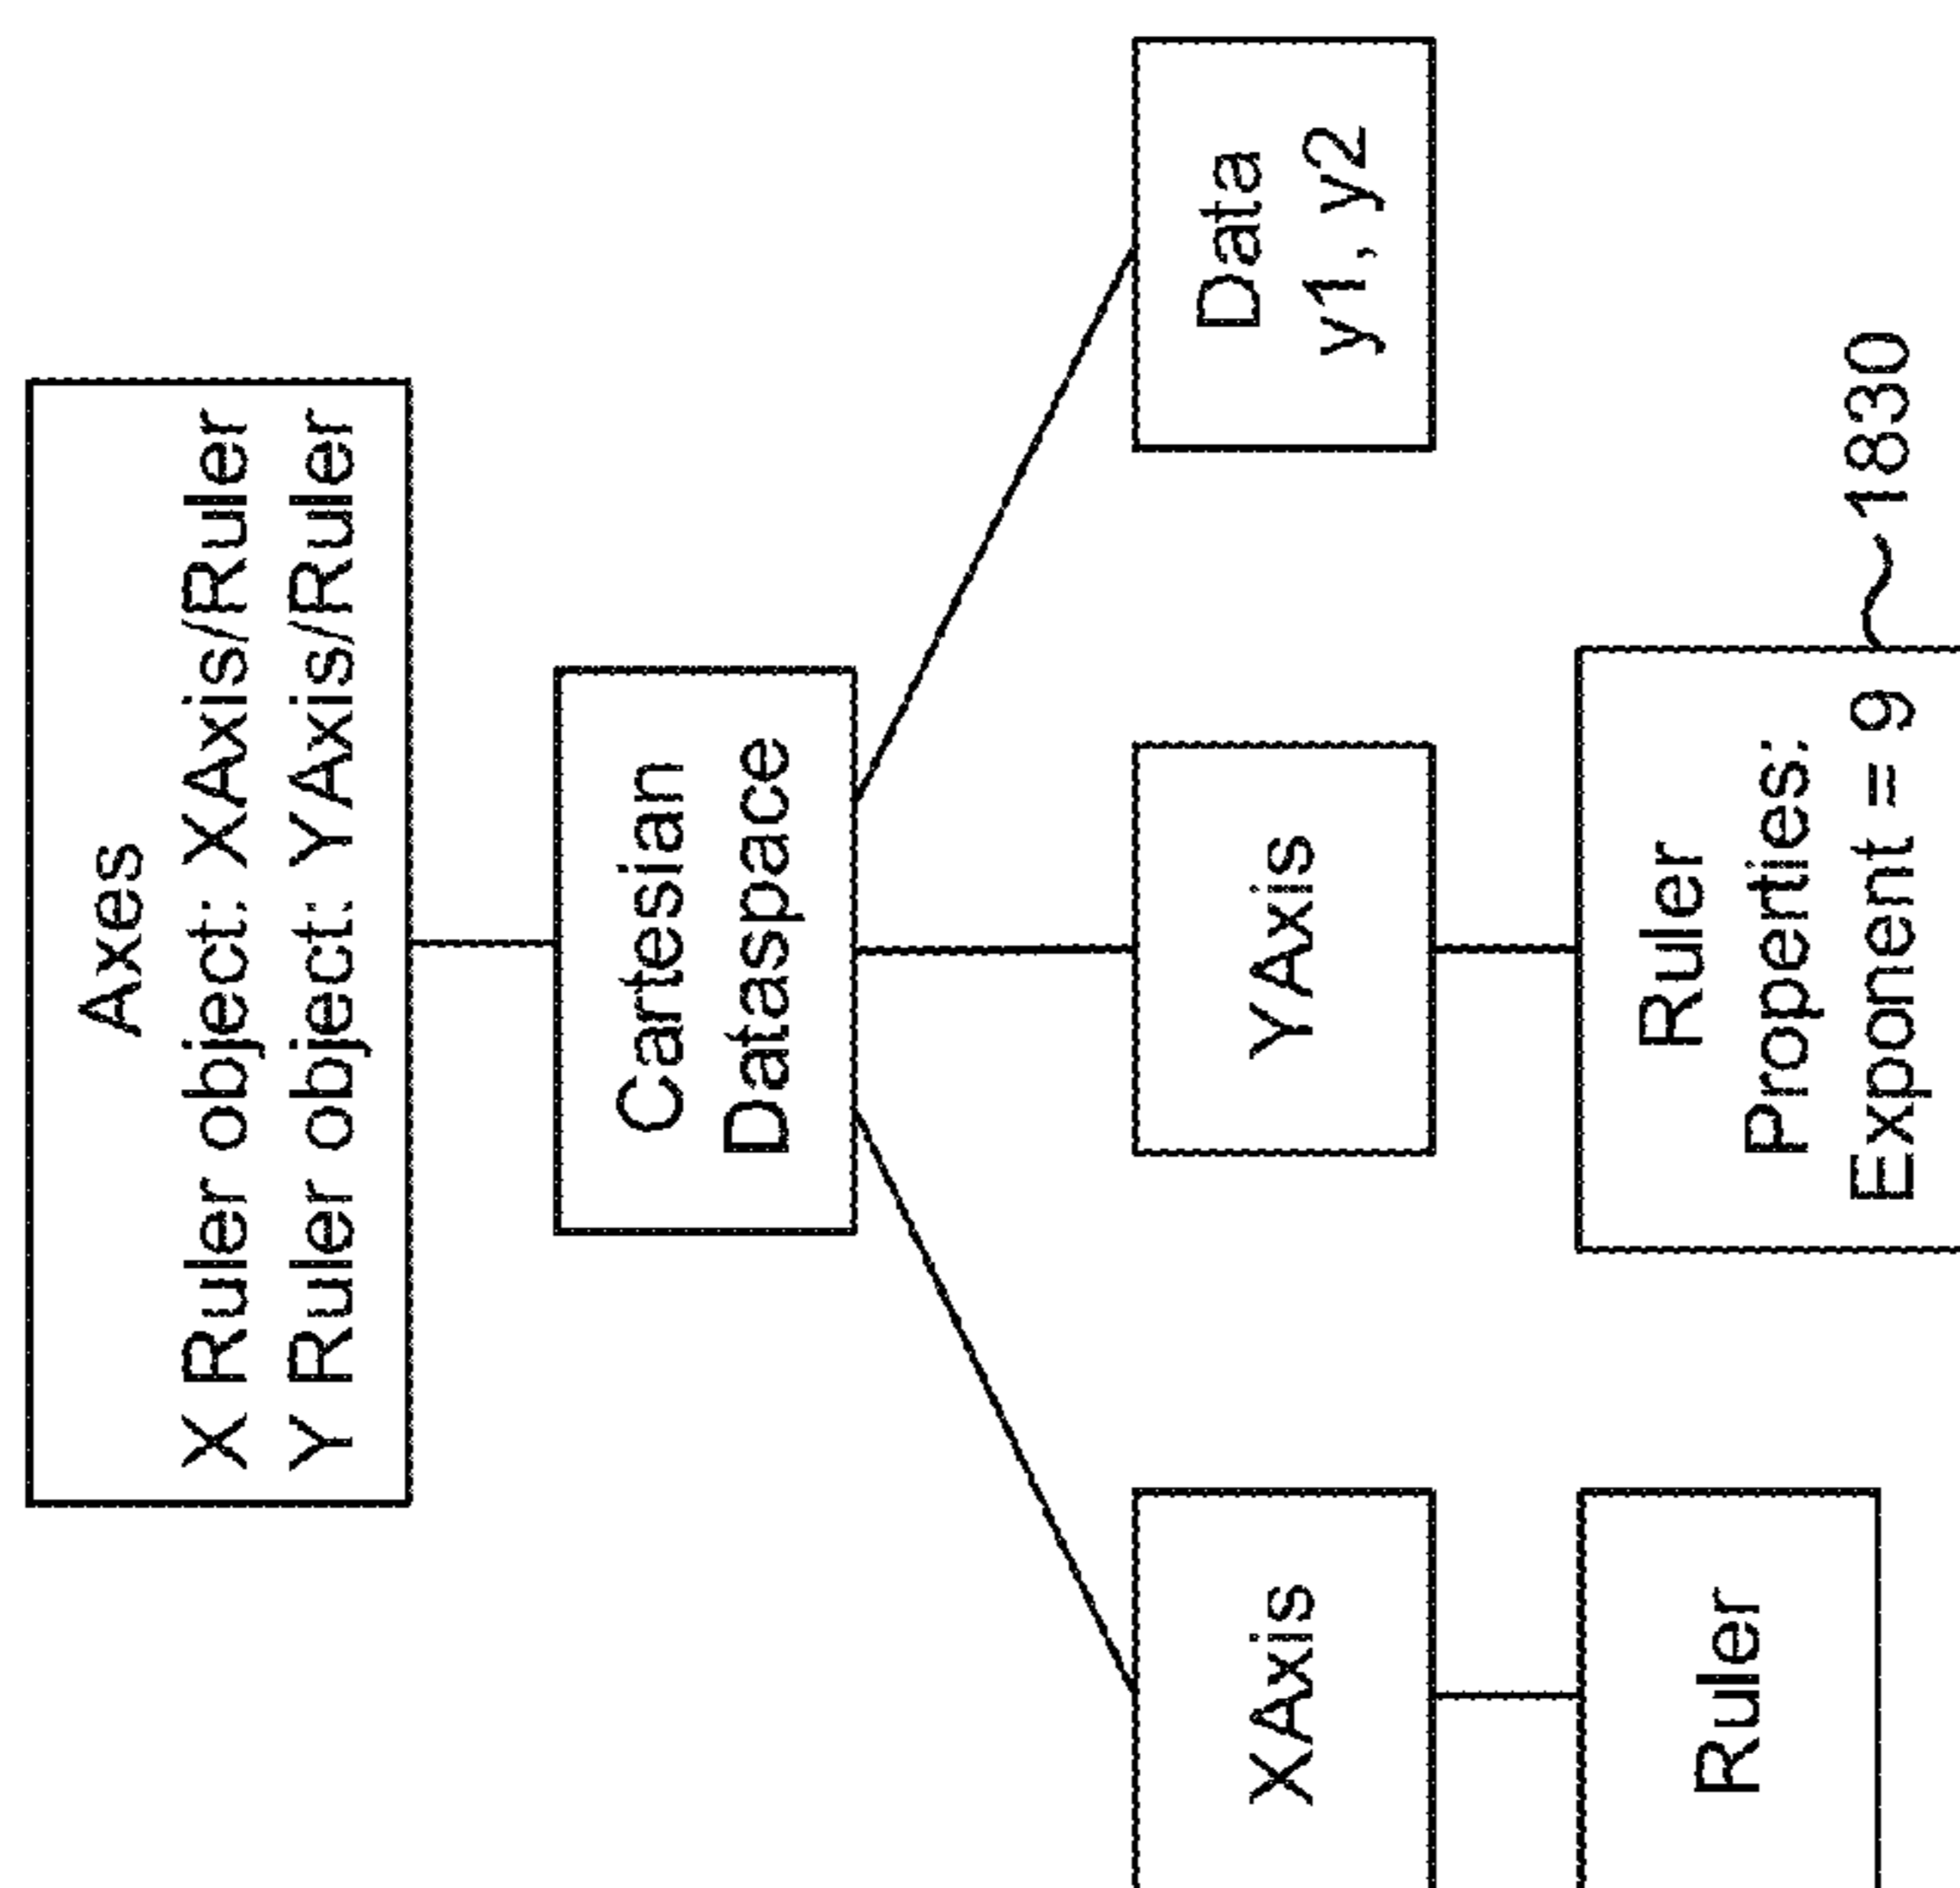 Axes
X Ruler object: XAxis/Ruler
Y Ruler object: YAxis/Ruler
Cartesian
Dataspace
XAxis
YAxis
Data
y1, y2
Ruler
Ruler
Properties:
Exponent = 9
1830